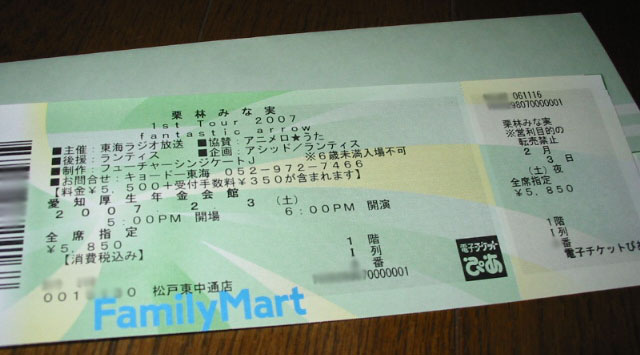 栗林みな実
1st Tour 2007
fantastic arrow
■主催:東海ラジオ放送 ■協賛:アニメロ★うた
■後援:ランティス ■企画:アシッド/ランティス
■制作:フューチャーシンジケートJ ※6歳未満入場不可
■お問合せ:キョードー東海 052-972-7466
【料金¥5,500+受付手数料¥350が含まれます】
愛知厚生年金会館
2007. 2. 3 (土)
5:00PM 開場 6:00PM 開演
全席指定
¥5,850
【消費税込み】
1階
1列
番
0000001
001 30 松戸東中通店
FamilyMart
電子チケット
ぴあ
061116
9807000001
栗林みな実
※営利目的の
転売禁止
2月
3日
(土) 夜
全席指定
¥5,850
1階
1列
番
電子チケットぴ